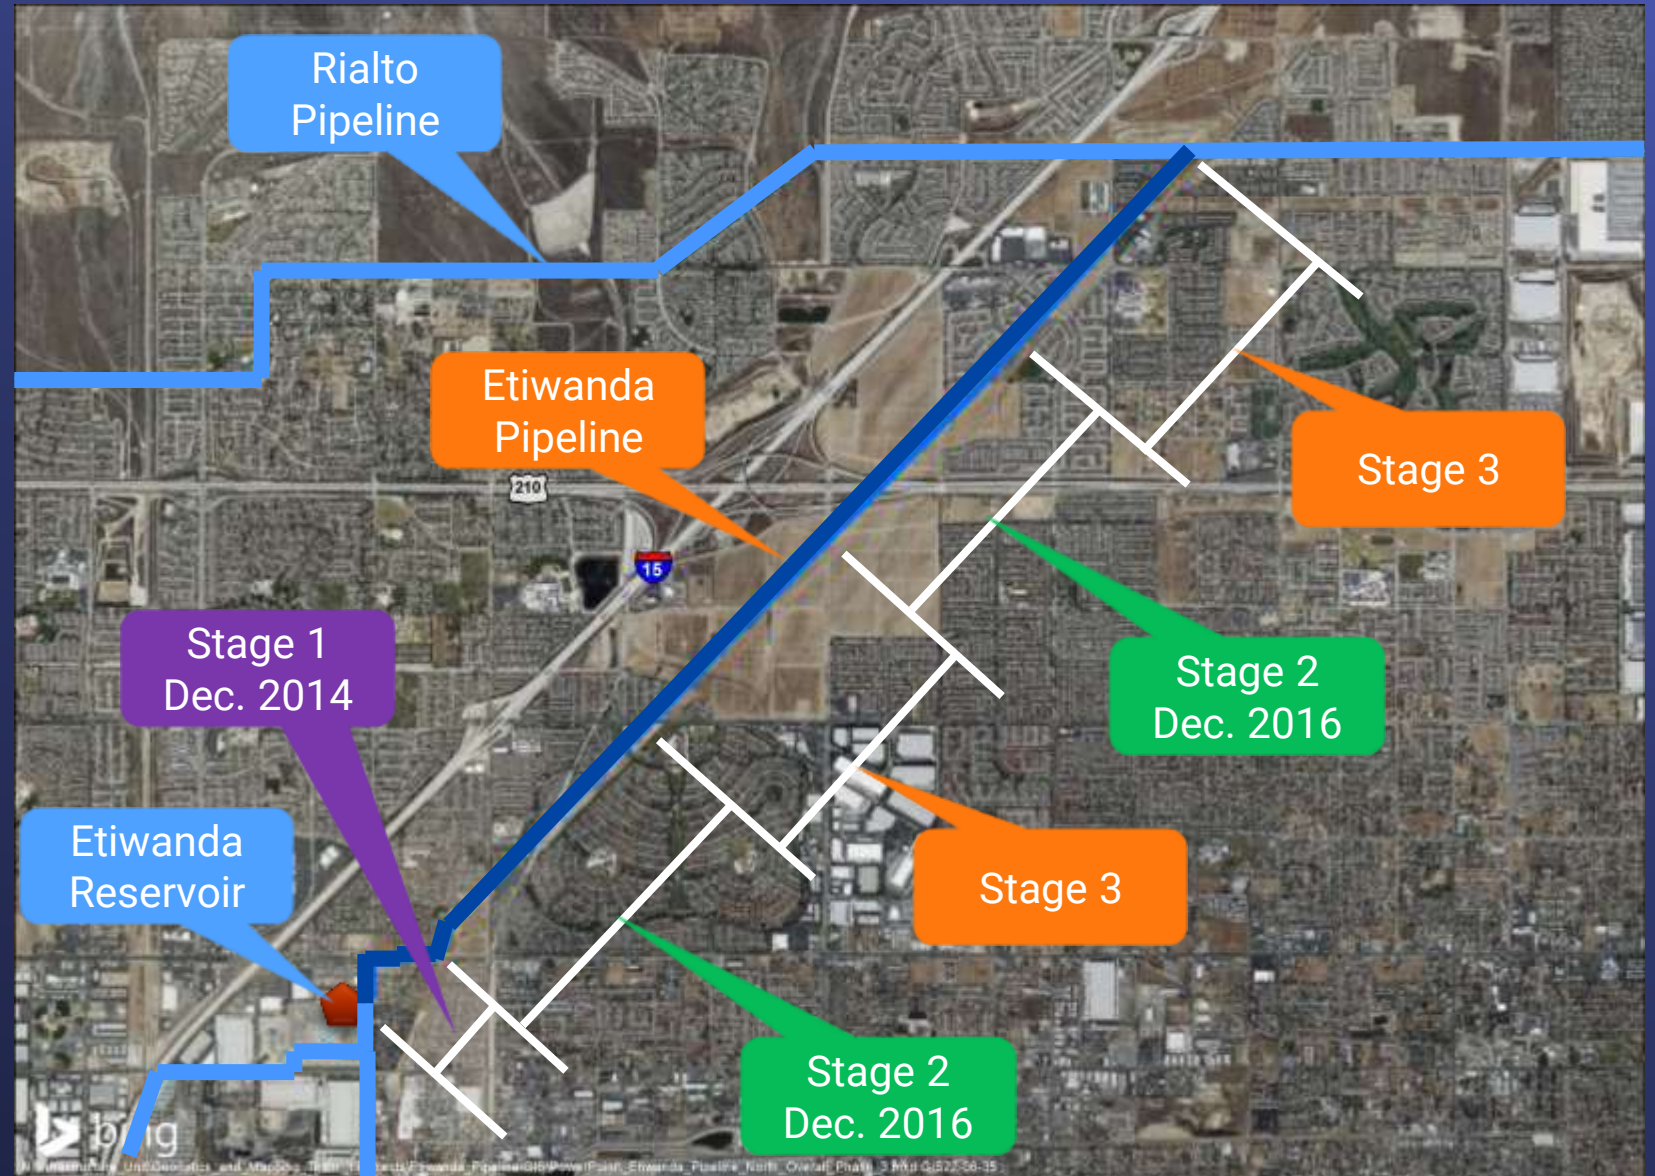 Rialto
Pipeline
Etiwanda
Pipeline
Stage 3
210
15
Stage 1
Dec. 2014
Stage 2
Dec. 2016
Etiwanda
Reservoir
Stage 3
Stage 2
Dec. 2016
bing